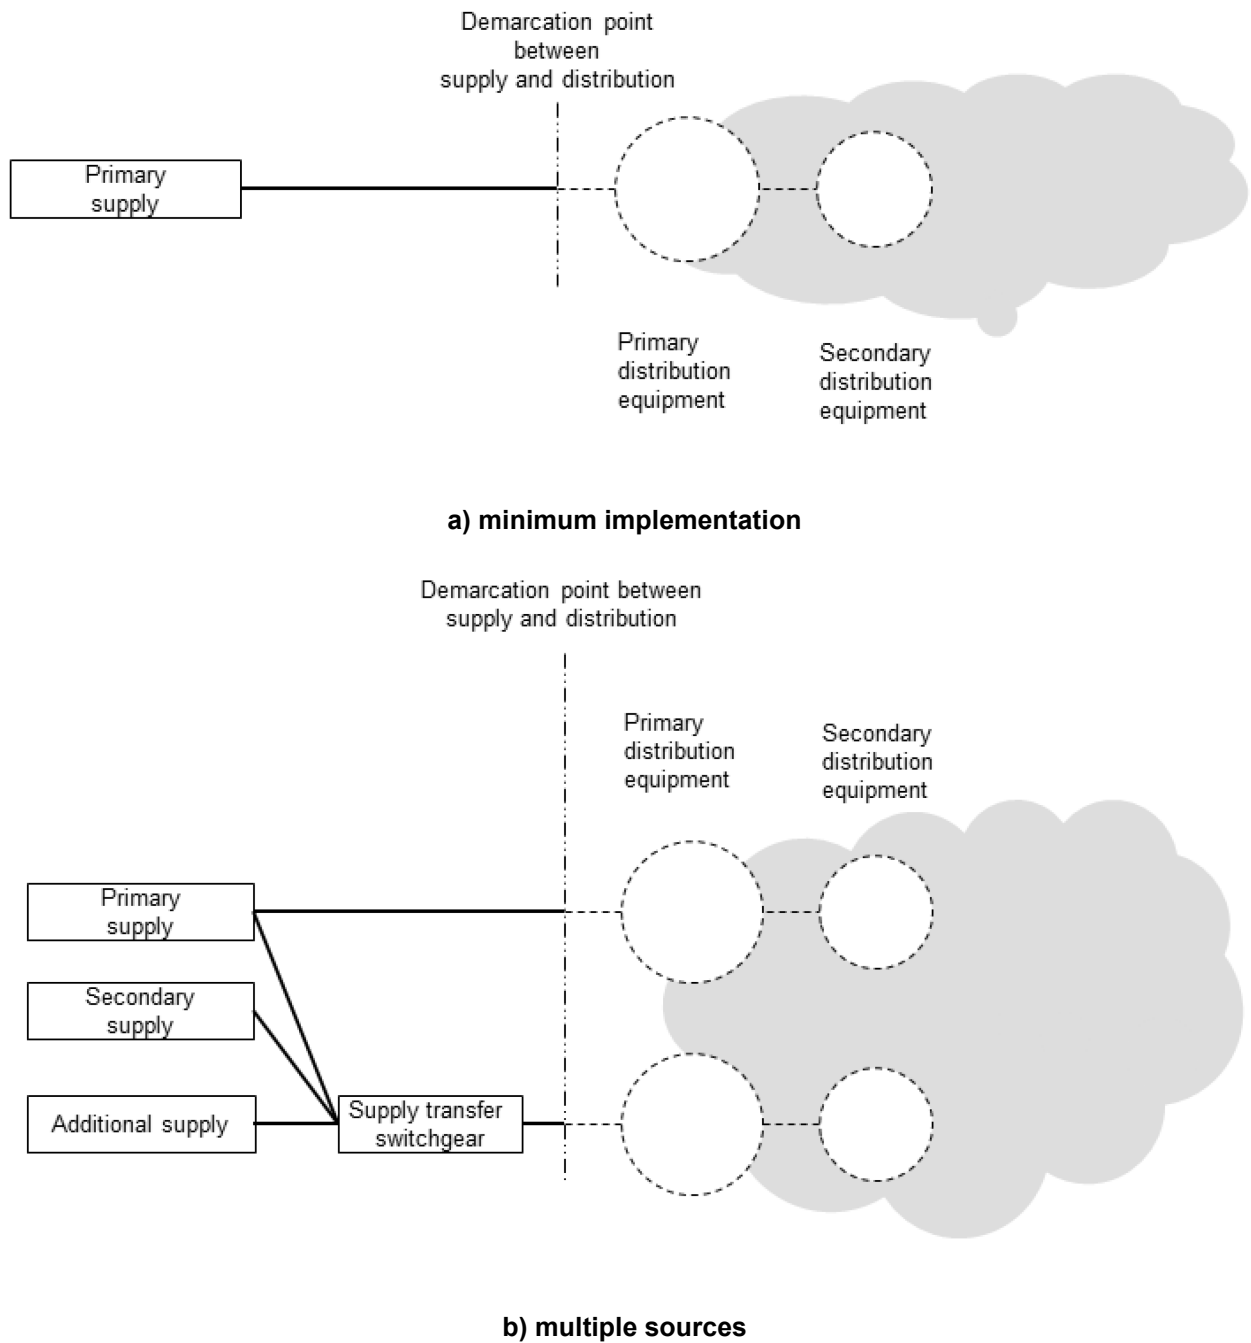 Demarcation point
between
supply and distribution
Primary
supply
Primary
distribution
equipment
Secondary
distribution
equipment
a) minimum implementation
Demarcation point between
supply and distribution
Primary
distribution
equipment
Secondary
distribution
equipment
Primary
supply
Secondary
supply
Additional supply
Supply transfer
switchgear
b) multiple sources